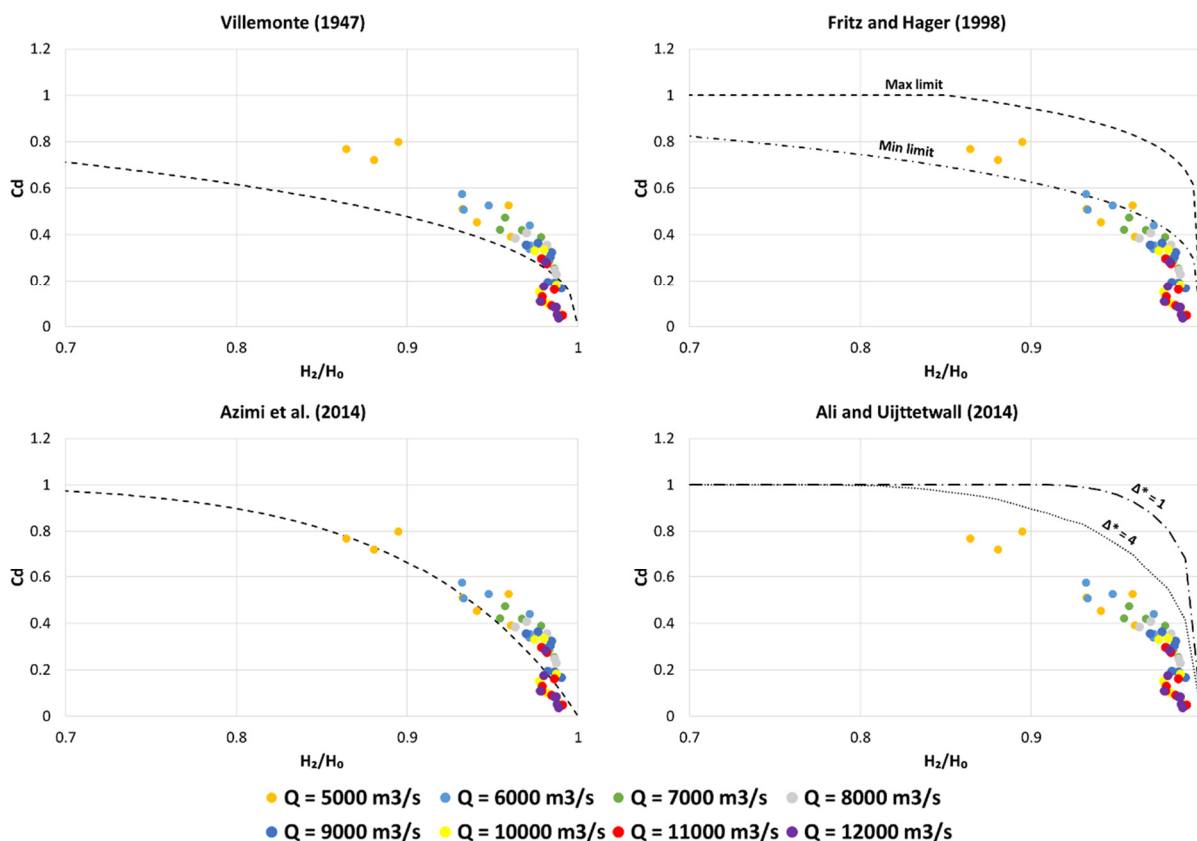 Villemonte (1947)
1.2
1
0.8
0.6
0.4
0.2
0
Cd
0.7
0.8
0.9
1
H₂/H₀
Fritz and Hager (1998)
1.2
1
0.8
0.6
0.4
0.2
0
Cd
Max limit
Min limit
0.7
0.8
0.9
H₂/H₀
Azimi et al. (2014)
1.2
1
0.8
0.6
0.4
0.2
0
Cd
0.7
0.8
0.9
1
H₂/H₀
Ali and Uijttetwall (2014)
1.2
1
0.8
0.6
0.4
0.2
0
Cd
Δ*=1
Δ*=4
0.7
0.8
0.9
H₂/H₀
Q = 5000 m3/s
Q = 6000 m3/s
Q = 7000 m3/s
Q = 8000 m3/s
Q = 9000 m3/s
Q = 10000 m3/s
Q = 11000 m3/s
Q = 12000 m3/s